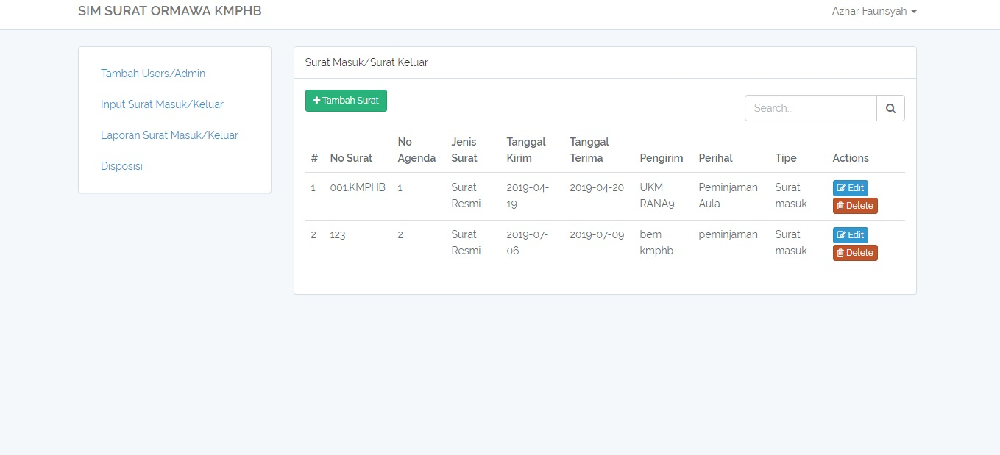 SIM SURAT ORMAWA KMPHB
Azhar Faunsyah
Tambah Users/Admin
Input Surat Masuk/Keluar
Laporan Surat Masuk/Keluar
Disposisi
Surat Masuk/Surat Keluar
Tambah Surat
Search...
# No Surat No Agenda Jenis Surat Tanggal Kirim Tanggal Terima Pengirim Perihal Tipe Actions
1 001.KMPHB 1 Surat Resmi 2019-04-19 2019-04-20 UKM RANA9 Peminjaman Aula Surat masuk Edit Delete
2 123 2 Surat Resmi 2019-07-06 2019-07-09 bem kmphb peminjaman Surat masuk Edit Delete